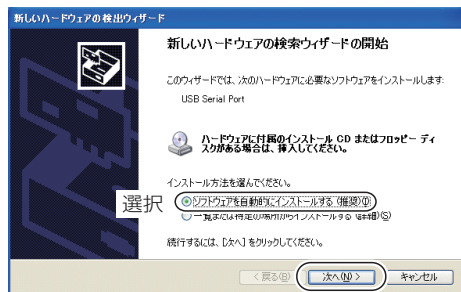 新しいハードウェアの検出ウィザード
新しいハードウェアの検索ウィザードの開始
このウィザードでは、次のハードウェアに必要なソフトウェアをインストールします:
USB Serial Port
ハードウェアに付属のインストール CD またはフロッピー ディ
スクがある場合は、挿入してください。
インストール方法を選んでください。
選択
ソフトウェアを自動的にインストールする (推奨)(I)
一覧または特定の場所からインストールする (詳細)(S)
続行するには、[次へ] をクリックしてください。
< 戻る(B)
次へ(N) >
キャンセル